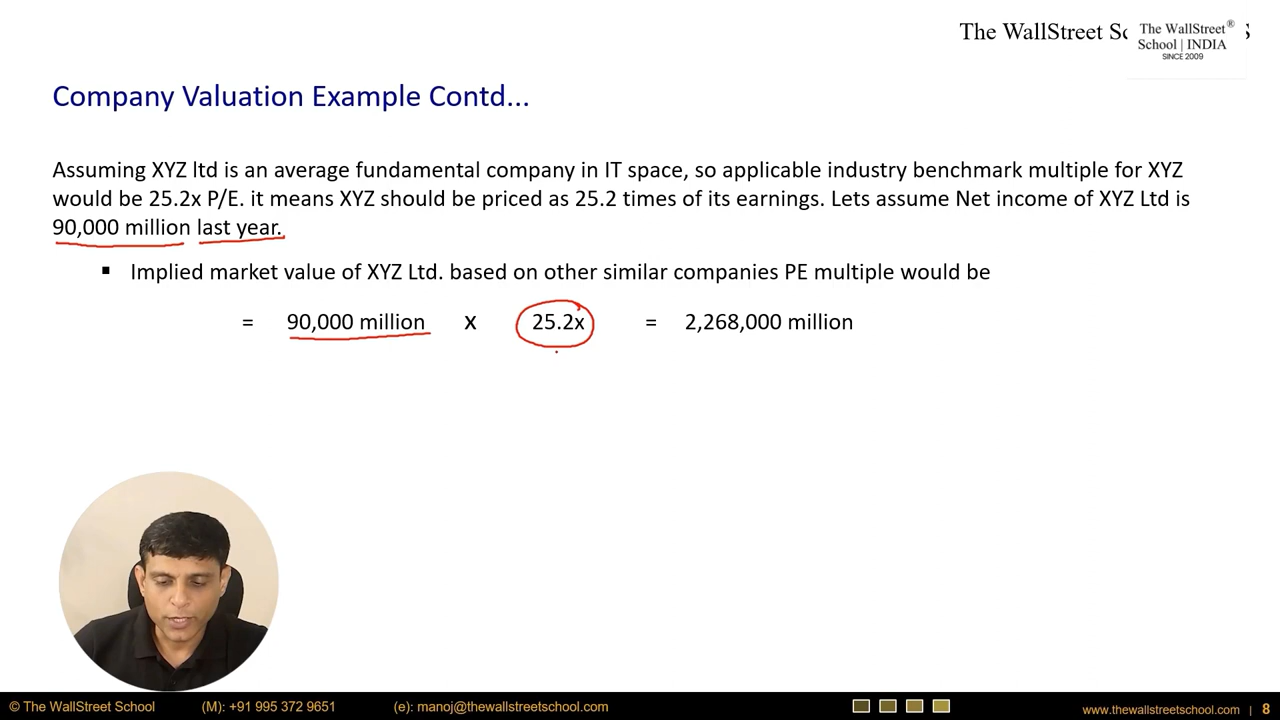 The WallStreet Sc
The WallStreet®
School | INDIA
SINCE 2009
Company Valuation Example Contd...
Assuming XYZ ltd is an average fundamental company in IT space, so applicable industry benchmark multiple for XYZ
would be 25.2x P/E. it means XYZ should be priced as 25.2 times of its earnings. Lets assume Net income of XYZ Ltd is
90,000 million last year.
▪ Implied market value of XYZ Ltd. based on other similar companies PE multiple would be
= 90,000 million x 25.2x = 2,268,000 million
© The WallStreet School (M): +91 995 372 9651 (e): manoj@thewallstreetschool.com www.thewallstreetschool.com | 8